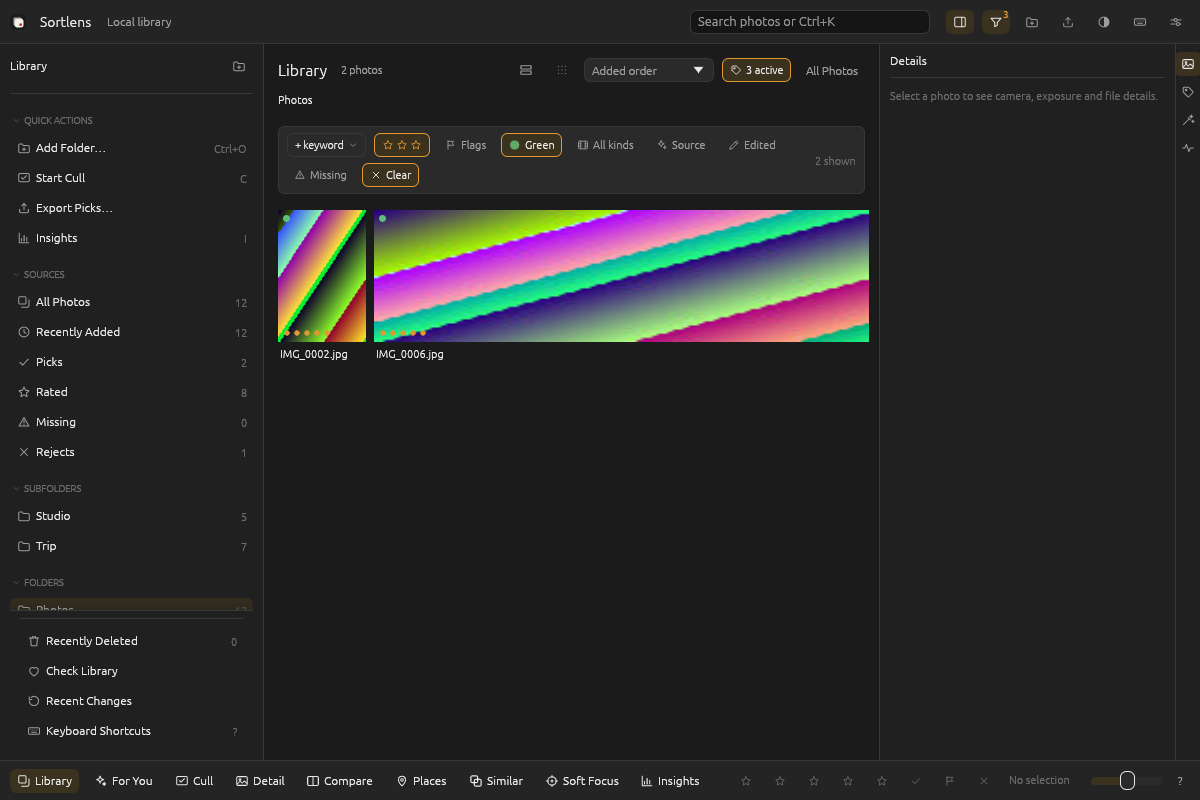 Sortlens Local library
Search photos or Ctrl+K
3
Library
QUICK ACTIONS
Add Folder... Ctrl+O
Start Cull C
Export Picks...
Insights I
SOURCES
All Photos 12
Recently Added 12
Picks 2
Rated 8
Missing 0
Rejects 1
SUBFOLDERS
Studio 5
Trip 7
FOLDERS
Photos 12
Recently Deleted 0
Check Library
Recent Changes
Keyboard Shortcuts ?
Library 2 photos
Added order
3 active
All Photos
Photos
+ keyword
Flags
Green
All kinds
Source
Edited
Missing
Clear
2 shown
IMG_0002.jpg
IMG_0006.jpg
Details
Select a photo to see camera, exposure and file details.
Library
For You
Cull
Detail
Compare
Places
Similar
Soft Focus
Insights
No selection
?